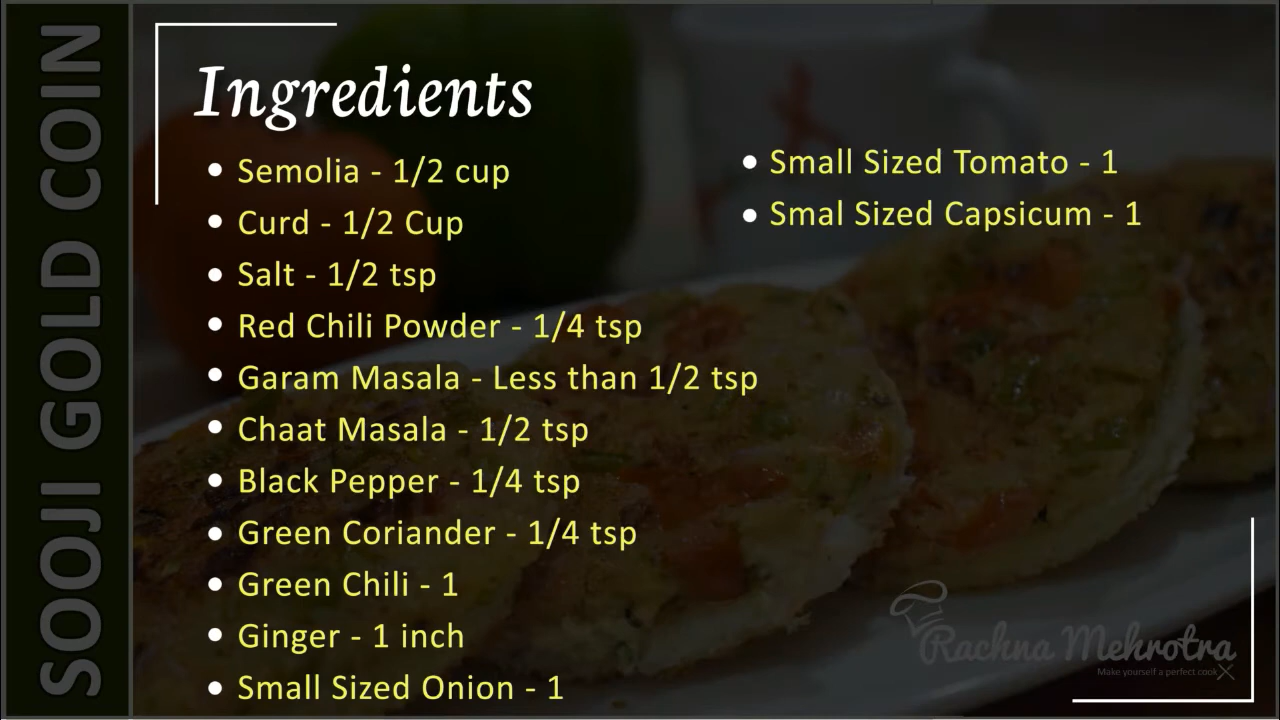 SOOJI GOLD COIN
Ingredients
Semolia - 1/2 cup
Curd - 1/2 Cup
Salt - 1/2 tsp
Red Chili Powder - 1/4 tsp
Garam Masala - Less than 1/2 tsp
Chaat Masala - 1/2 tsp
Black Pepper - 1/4 tsp
Green Coriander - 1/4 tsp
Green Chili - 1
Ginger - 1 inch
Small Sized Onion - 1
Small Sized Tomato - 1
Smal Sized Capsicum - 1
Rachna Mehrotra
Make yourself a perfect cook